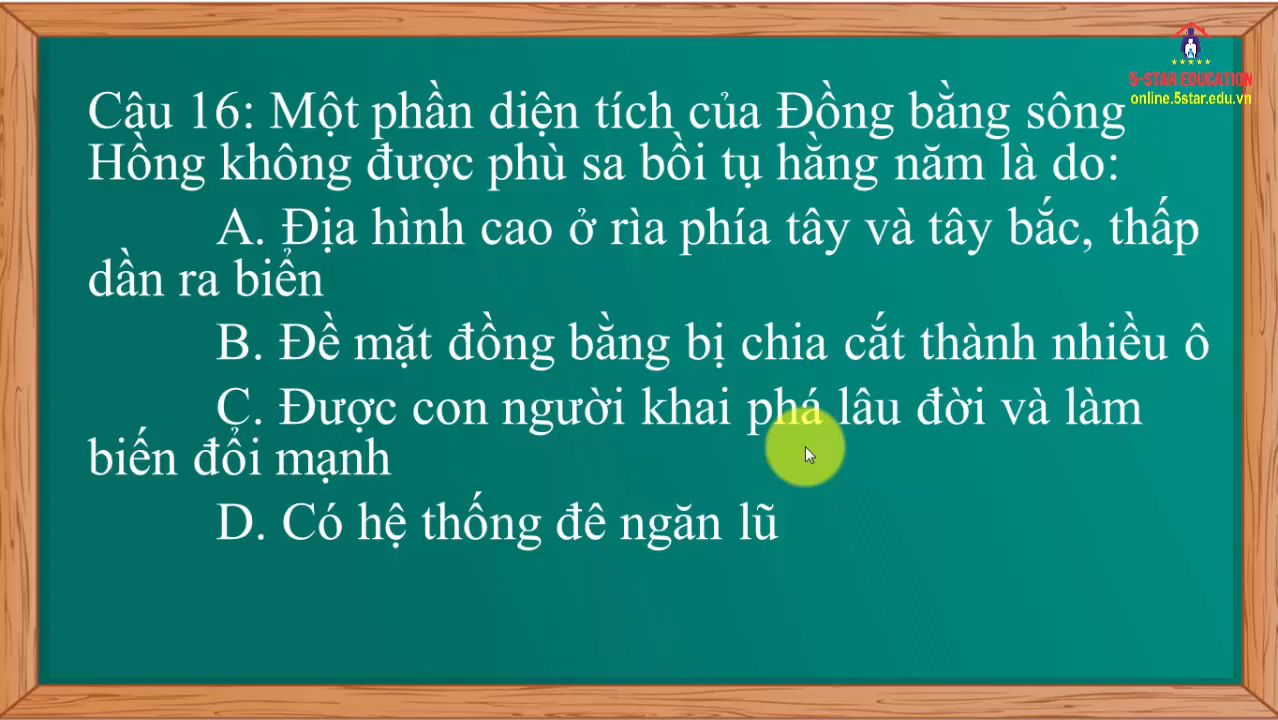 5-STAR EDUCATION
online.5star.edu.vn
Câu 16: Một phần diện tích của Đồng bằng sông
Hồng không được phù sa bồi tụ hằng năm là do:
A. Địa hình cao ở rìa phía tây và tây bắc, thấp
dần ra biển
B. Đề mặt đồng bằng bị chia cắt thành nhiều ô
C. Được con người khai phá lâu đời và làm
biến đổi mạnh
D. Có hệ thống đê ngăn lũ